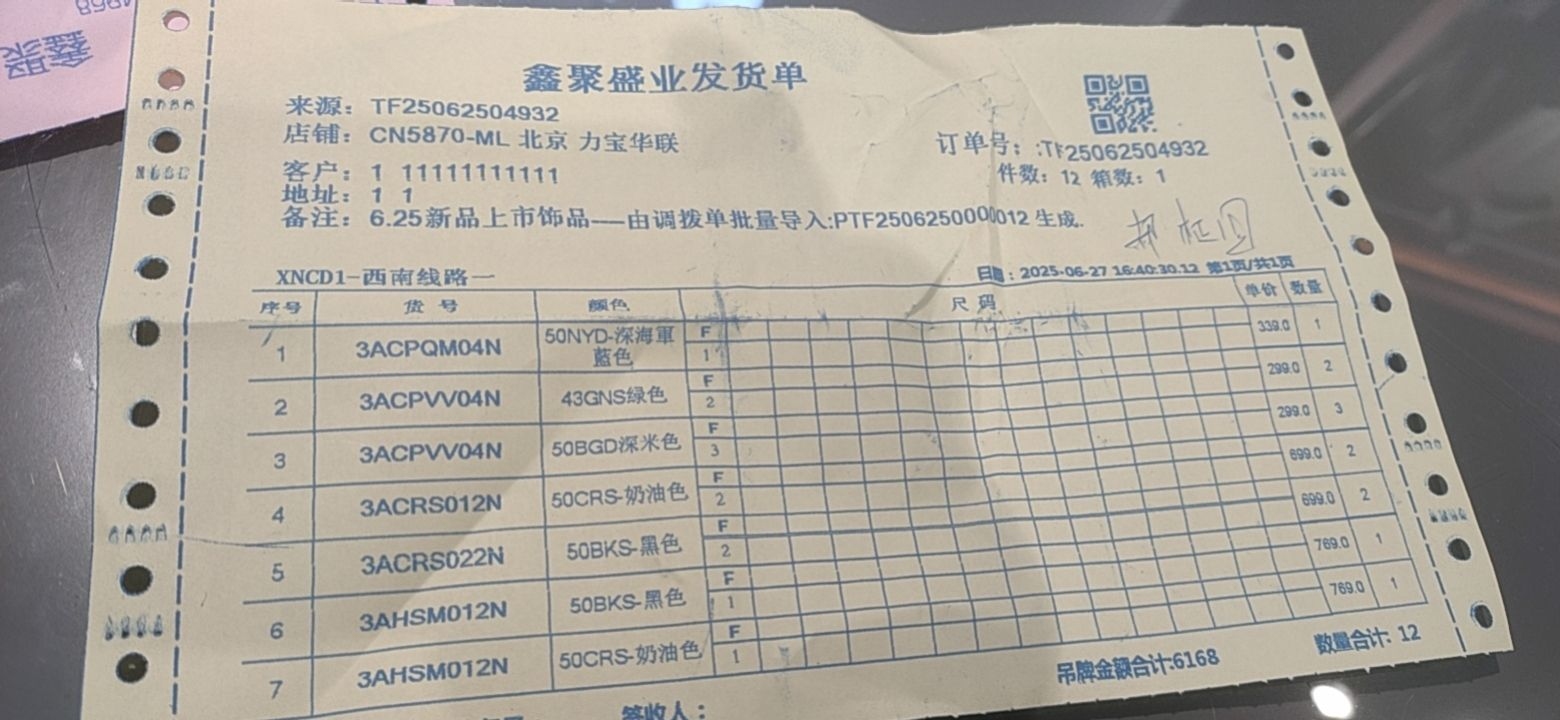 鑫聚盛业发货单
来源：TF25062504932
店铺：CN5870-ML 北京 力宝华联
订单号：:TF25062504932
客户：1 11111111111
件数：12 箱数：1
地址：1 1
备注：6.25新品上市饰品——由调拨单批量导入:PTF2506250000012 生成.
XNCD1-西南线路一
日期：2025-06-27 16:40:30.12 第1页/共1页
序号 货号 颜色 尺码 单价 数量
1 3ACPQM04N 50NYD-深海軍藍色 F 1 339.0 1
2 3ACPVV04N 43GNS绿色 F 2 299.0 2
3 3ACPVV04N 50BGD深米色 F 3 299.0 3
4 3ACRS012N 50CRS-奶油色 F 2 699.0 2
5 3ACRS022N 50BKS-黑色 F 2 699.0 2
6 3AHSM012N 50BKS-黑色 F 1 769.0 1
7 3AHSM012N 50CRS-奶油色 F 1 769.0 1
吊牌金额合计:6168 数量合计: 12
签收人：
鑫聚